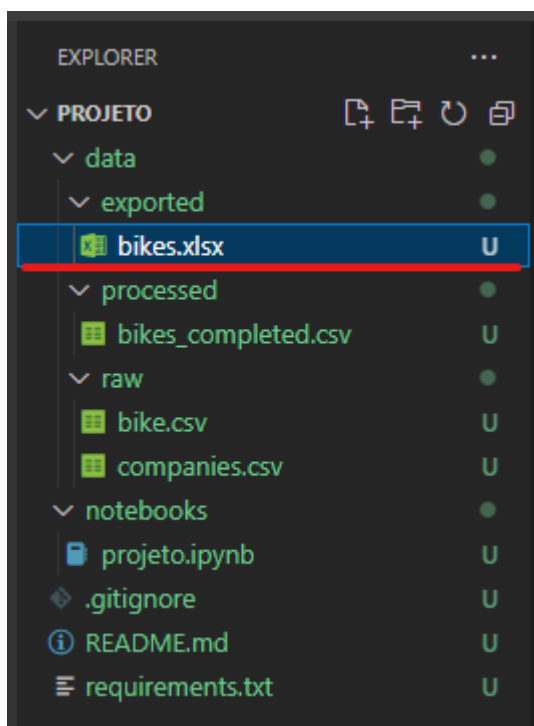 EXPLORER ...
PROJETO
data
exported
bikes.xlsx U
processed
bikes_completed.csv U
raw
bike.csv U
companies.csv U
notebooks
projeto.ipynb U
.gitignore U
README.md U
requirements.txt U